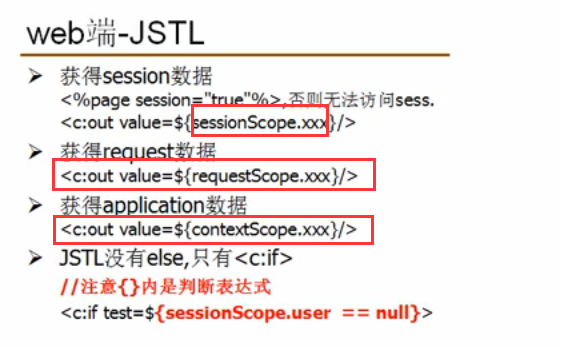 web端-JSTL
➢ 获得session数据
<%page session="true"%>,否则无法访问sess.
<c:out value=${sessionScope.xxx}/>
➢ 获得request数据
<c:out value=${requestScope.xxx}/>
➢ 获得application数据
<c:out value=${contextScope.xxx}/>
➢ JSTL没有else,只有<c:if>
//注意{}内是判断表达式
<c:if test=${sessionScope.user == null}>